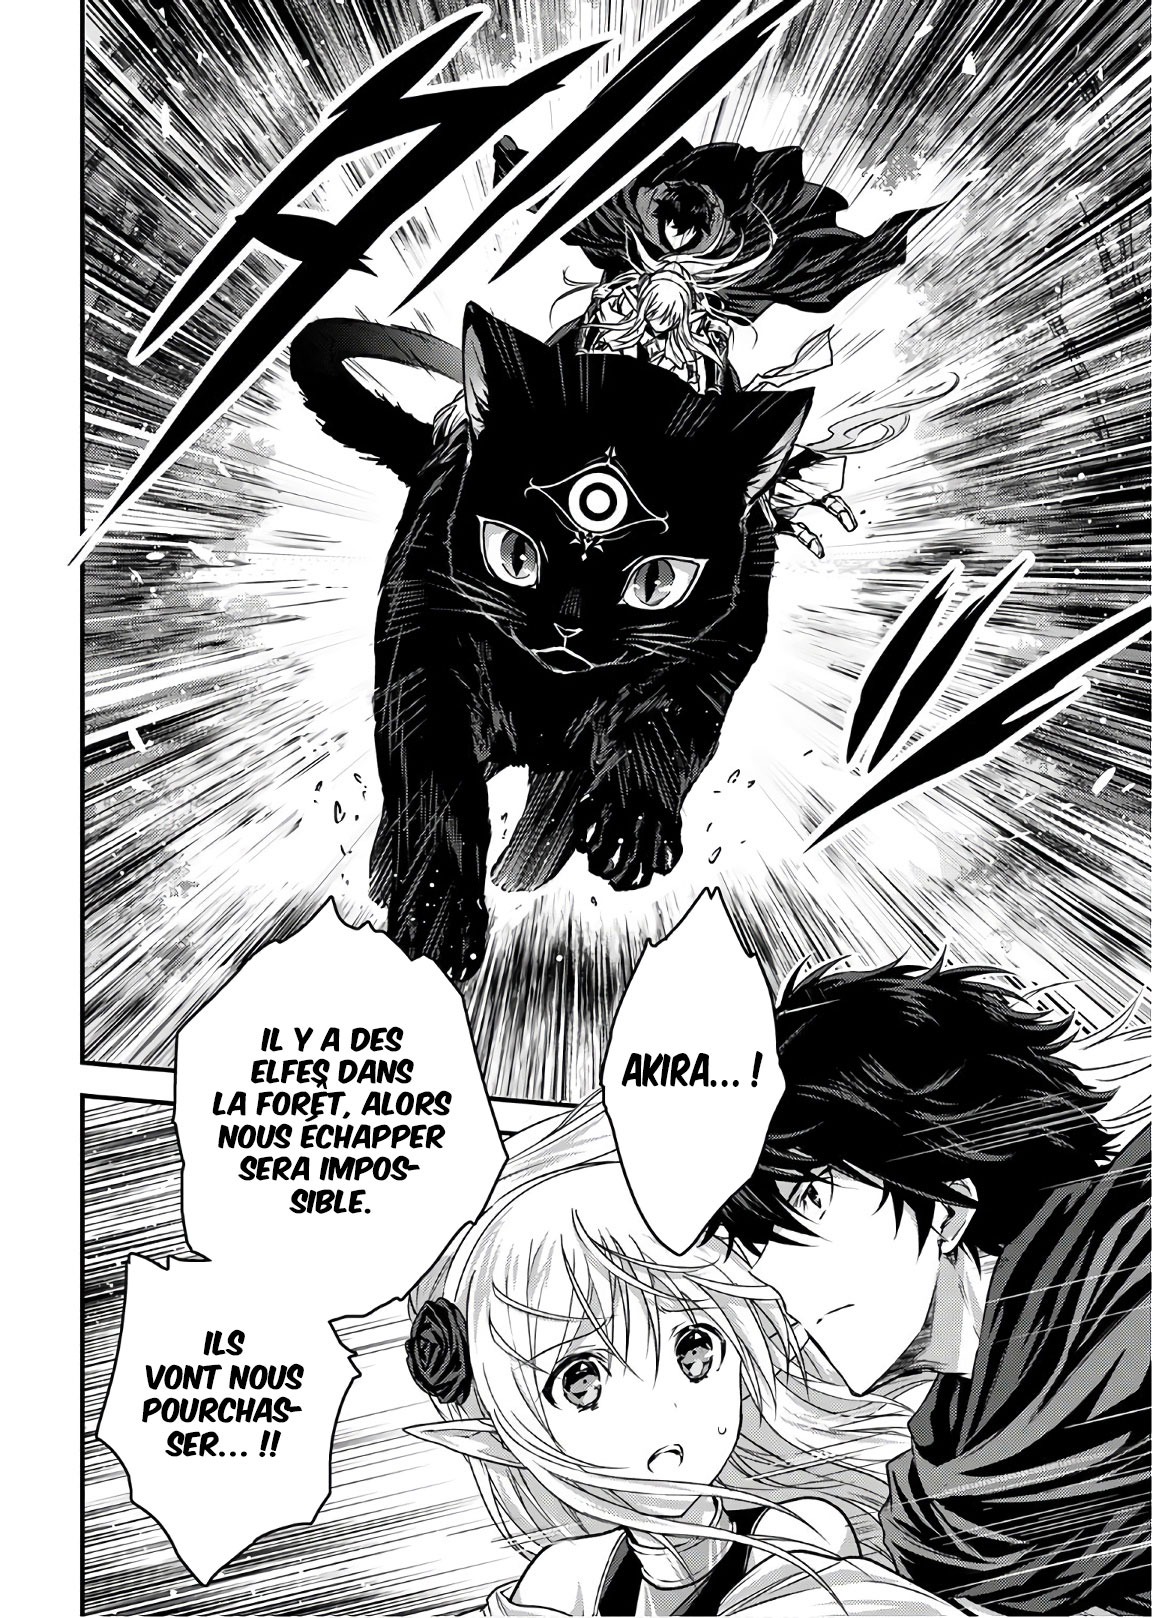 AKIRA... !
IL Y A DES
ELFES DANS
LA FORÊT, ALORS
NOUS ÉCHAPPER
SERA IMPOS-
SIBLE.
ILS
VONT NOUS
POURCHAS-
SER... !!